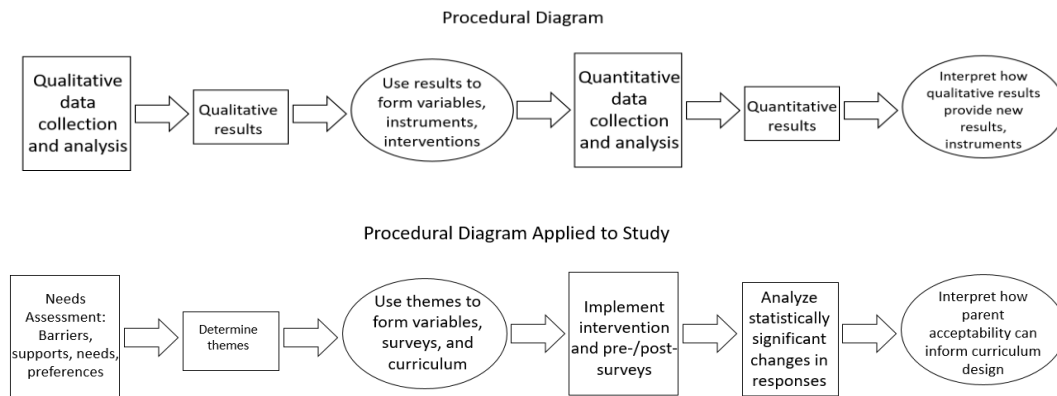 Procedural Diagram
Qualitative
data
collection
and analysis
Qualitative
results
Use results to
form variables,
instruments,
interventions
Quantitative
data
collection
and analysis
Quantitative
results
Interpret how
qualitative results
provide new
results,
instruments
Procedural Diagram Applied to Study
Needs
Assessment:
Barriers,
supports, needs,
preferences
Determine
themes
Use themes to
form variables,
surveys, and
curriculum
Implement
intervention
and pre-/post-
surveys
Analyze
statistically
significant
changes in
responses
Interpret how
parent
acceptability can
inform curriculum
design